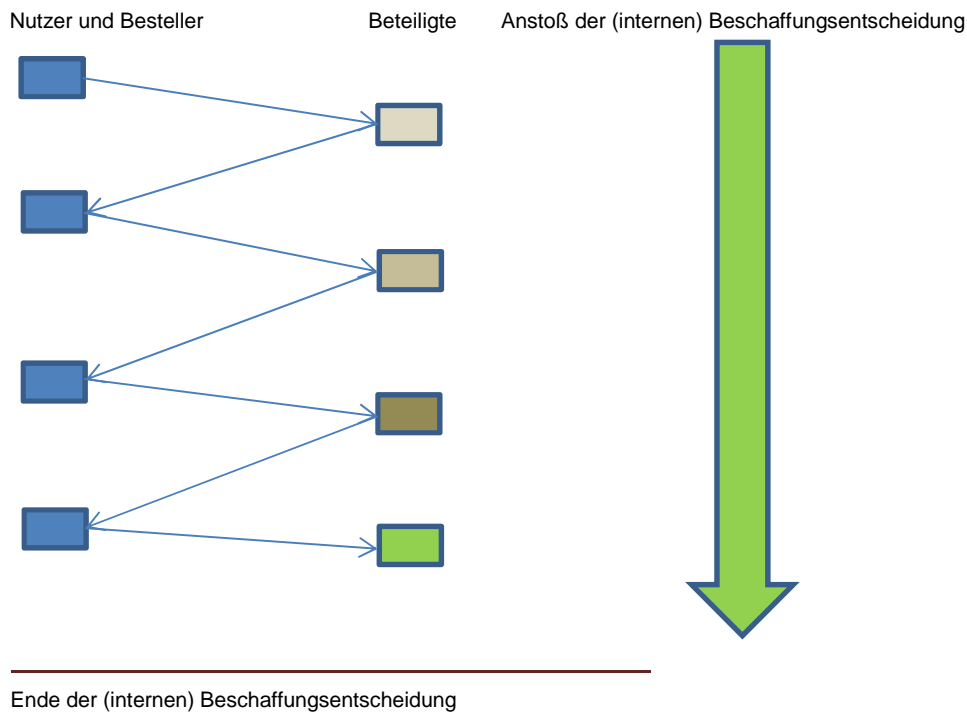 Nutzer und Besteller Beteiligte Anstoß der (internen) Beschaffungsentscheidung
Ende der (internen) Beschaffungsentscheidung